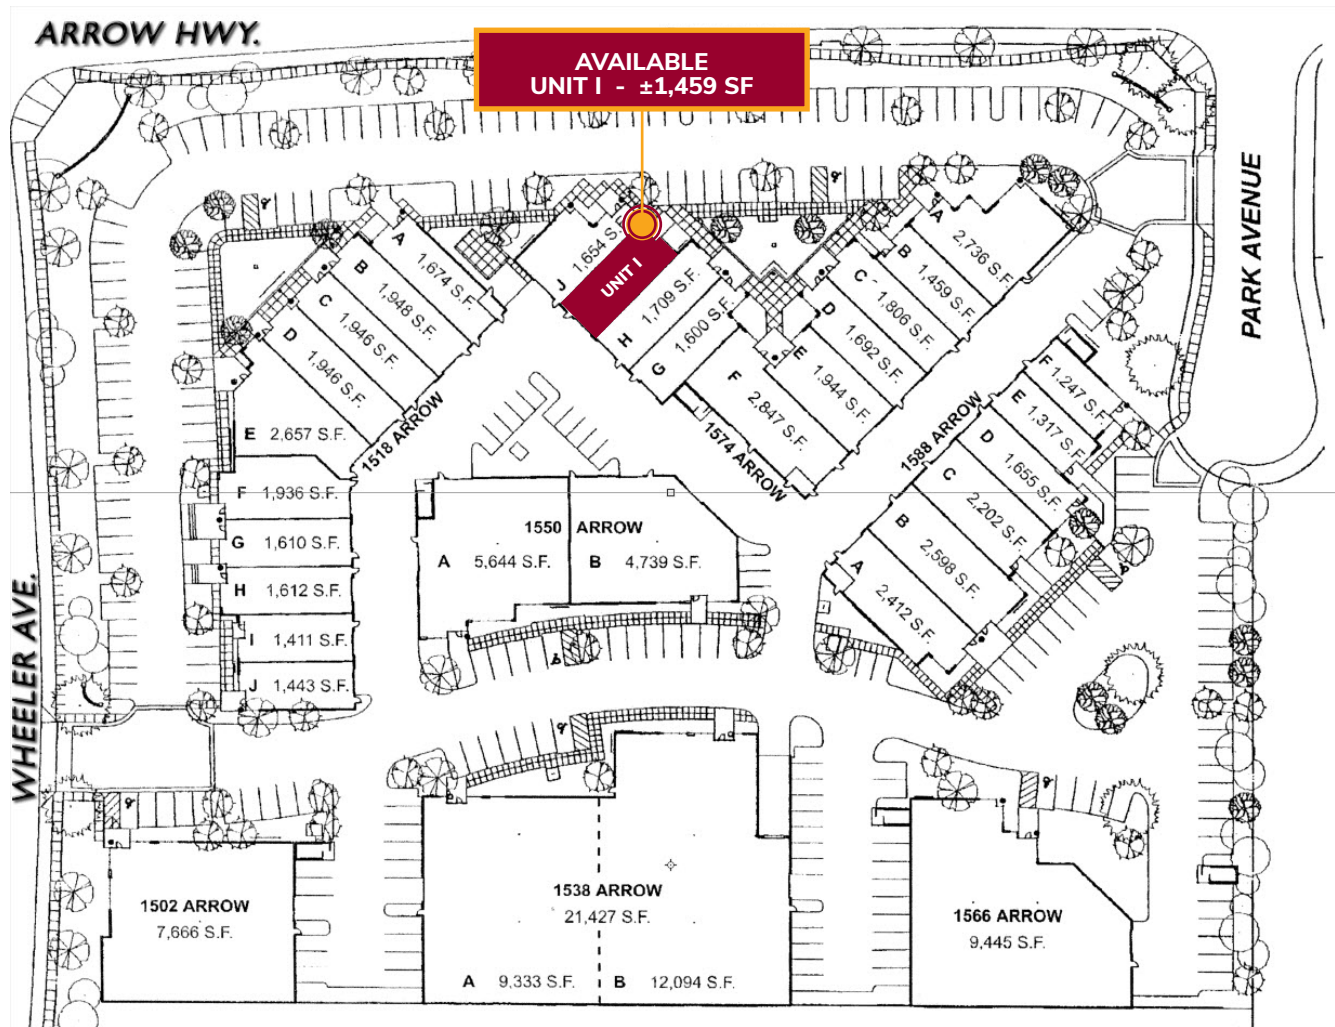 ARROW HWY.
AVAILABLE
UNIT I - ±1,459 SF
PARK AVENUE
WHEELER AVE.
A 1,674 S.F.
B 1,948 S.F.
C 1,946 S.F.
D 1,946 S.F.
E 2,657 S.F.
1518 ARROW
F 1,936 S.F.
G 1,610 S.F.
H 1,612 S.F.
I 1,411 S.F.
J 1,443 S.F.
J 1,654 S.F.
UNIT I
H 1,709 S.F.
G 1,600 S.F.
F 2,847 S.F.
E 1,944 S.F.
D 1,692 S.F.
C 1,806 S.F.
B 1,459 S.F.
A 2,736 S.F.
1574 ARROW
1588 ARROW
F 1,247 S.F.
E 1,317 S.F.
D 1,655 S.F.
C 2,202 S.F.
B 2,598 S.F.
A 2,412 S.F.
1550 ARROW
A 5,644 S.F. B 4,739 S.F.
1502 ARROW
7,666 S.F.
1538 ARROW
21,427 S.F.
A 9,333 S.F. B 12,094 S.F.
1566 ARROW
9,445 S.F.